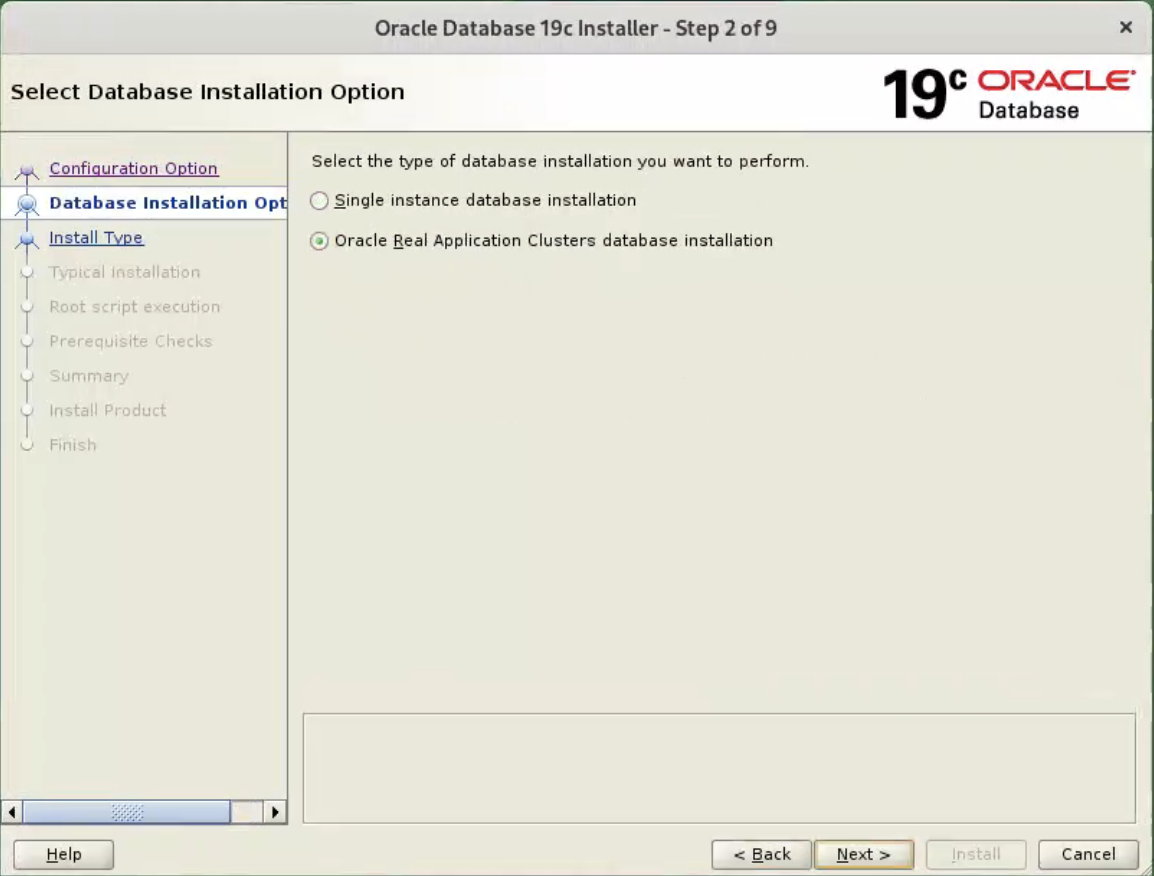 Oracle Database 19c Installer - Step 2 of 9
×
Select Database Installation Option
19c ORACLE
Database
Configuration Option
Database Installation Opt
Install Type
Typical Installation
Root script execution
Prerequisite Checks
Summary
Install Product
Finish
Select the type of database installation you want to perform.
Single instance database installation
Oracle Real Application Clusters database installation
Help
< Back
Next >
Install
Cancel